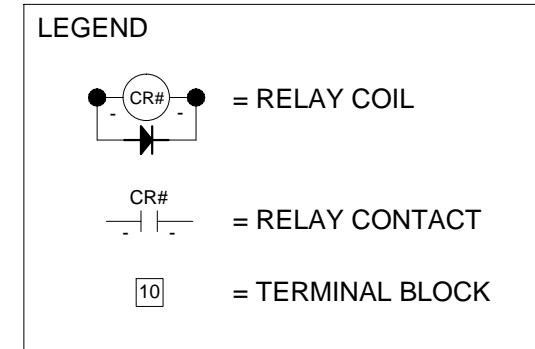 LEGEND
CR# = RELAY COIL
- -
CR#
- - = RELAY CONTACT
10 = TERMINAL BLOCK